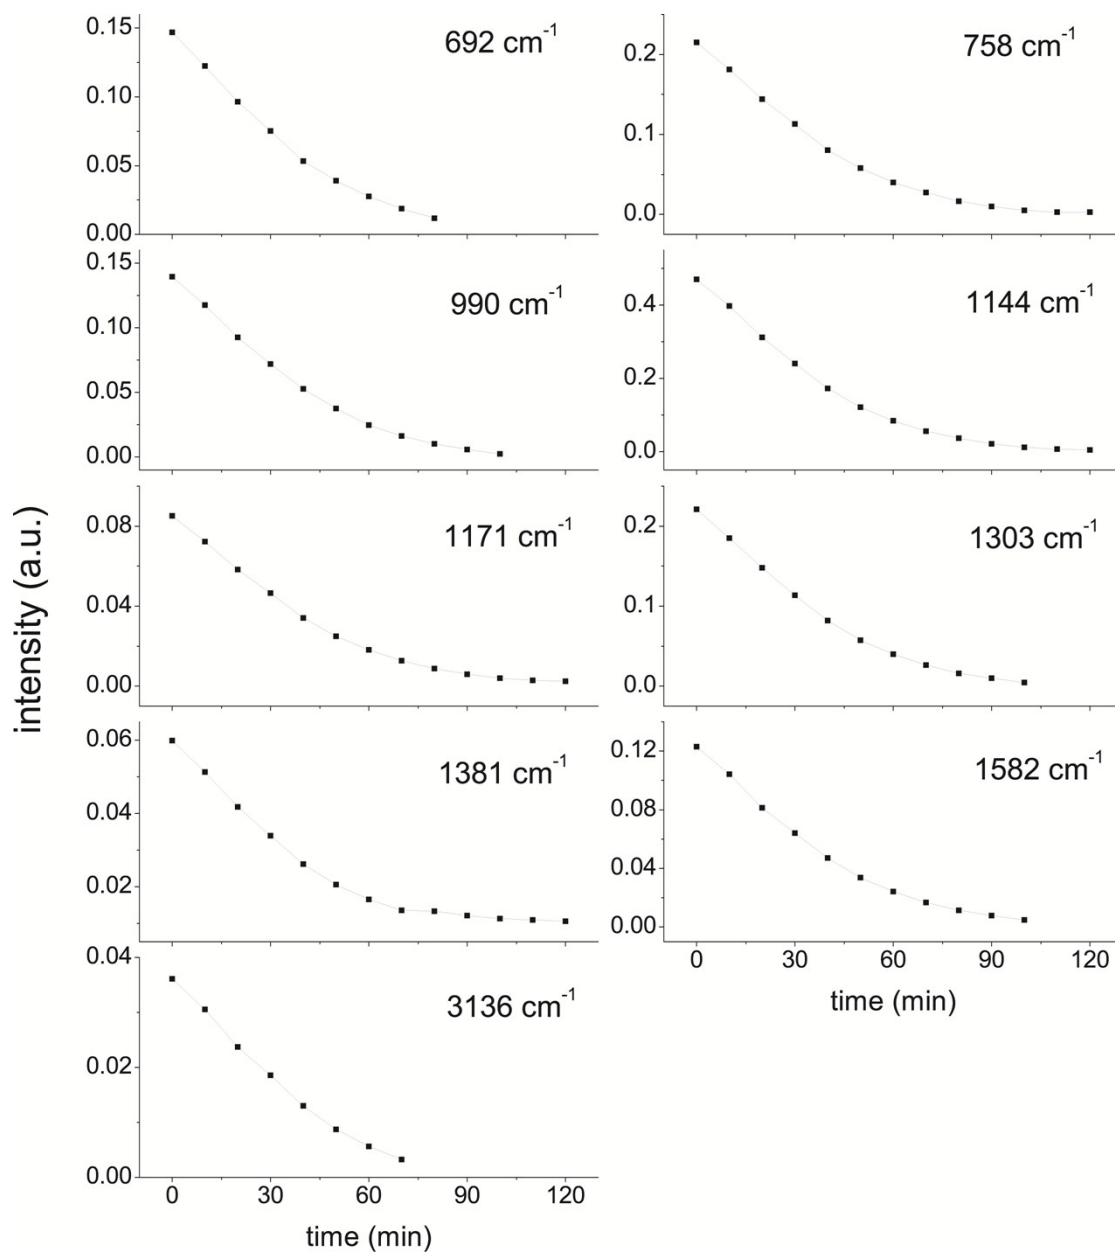 692 cm⁻¹
0.15
0.10
0.05
0.00
758 cm⁻¹
0.2
0.1
0.0
990 cm⁻¹
0.15
0.10
0.05
0.00
1144 cm⁻¹
0.4
0.2
0.0
intensity (a.u.)
1171 cm⁻¹
0.08
0.04
0.00
1303 cm⁻¹
0.2
0.1
0.0
1381 cm⁻¹
0.06
0.04
0.02
1582 cm⁻¹
0.12
0.08
0.04
0.00
0 30 60 90 120
time (min)
3136 cm⁻¹
0.04
0.02
0.00
0 30 60 90 120
time (min)